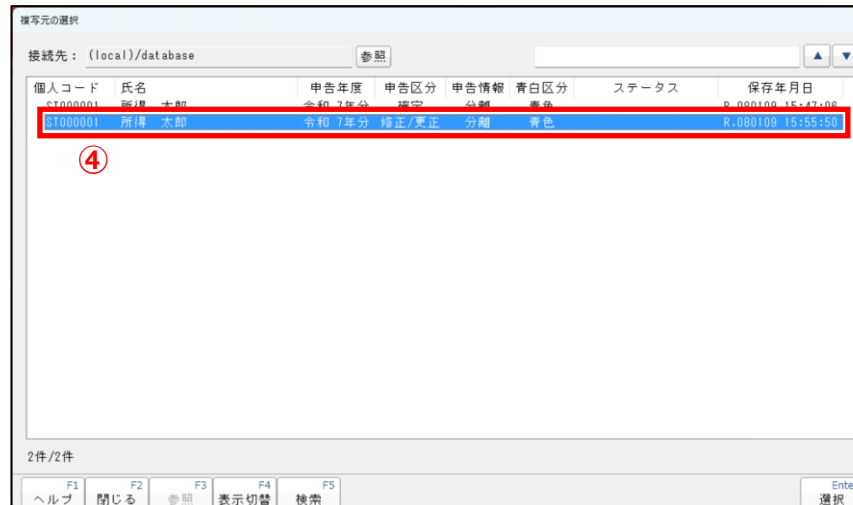 複写元の選択
接続先： (local)/database 参照 ▲ ▼
個人コード 氏名 申告年度 申告区分 申告情報 青白区分 ステータス 保存年月日
ST000001 所得 太郎 令和 7年分 確定 分離 青色 R.080109 15:47:06
ST000001 所得 太郎 令和 7年分 修正/更正 分離 青色 R.080109 15:55:50
④
2件/2件
F1 F2 F3 F4 F5 Ente
ヘルプ 閉じる 参照 表示切替 検索 選択